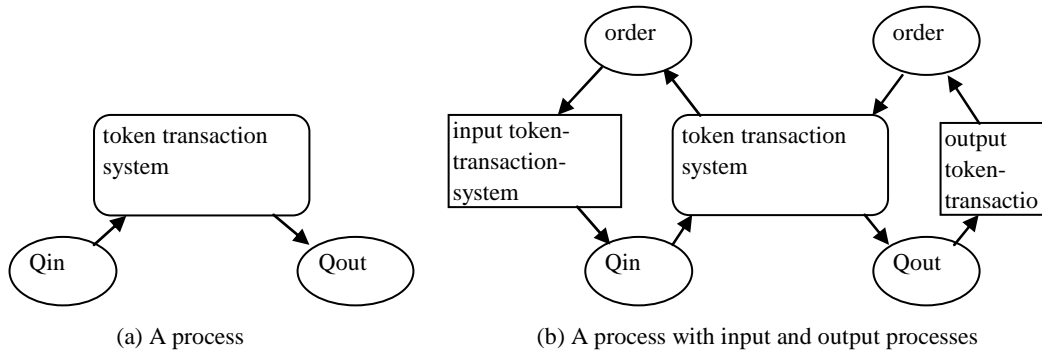 order
order
token transaction
system
input token-
transaction-
system
token transaction
system
output
token-
transactio
Qin
Qout
Qin
Qout
(a) A process
(b) A process with input and output processes